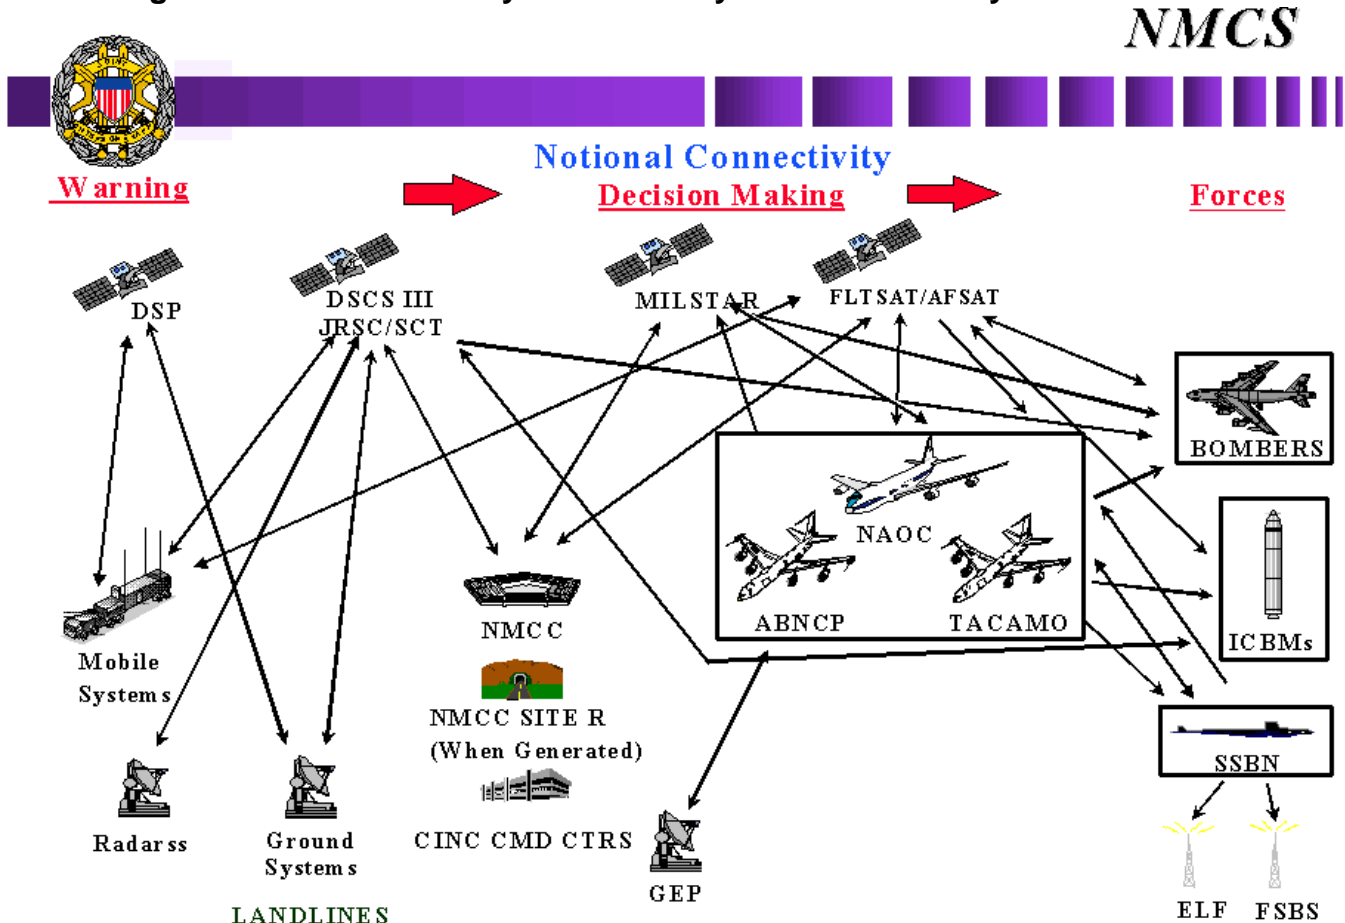 NMCS
Notional Connectivity
Warning
Decision Making
Forces
DSP
DSCS III
JRSC/SCT
MILSTAR
FLTSAT/AFSAT
BOMBERS
NAOC
ABNCP
TACAMO
ICBMs
NMCC
Mobile
Systems
NMCC SITE R
(When Generated)
SSBN
Radarss
Ground
Systems
CINC CMD CTRS
GEP
ELF
FSBS
LANDLINES